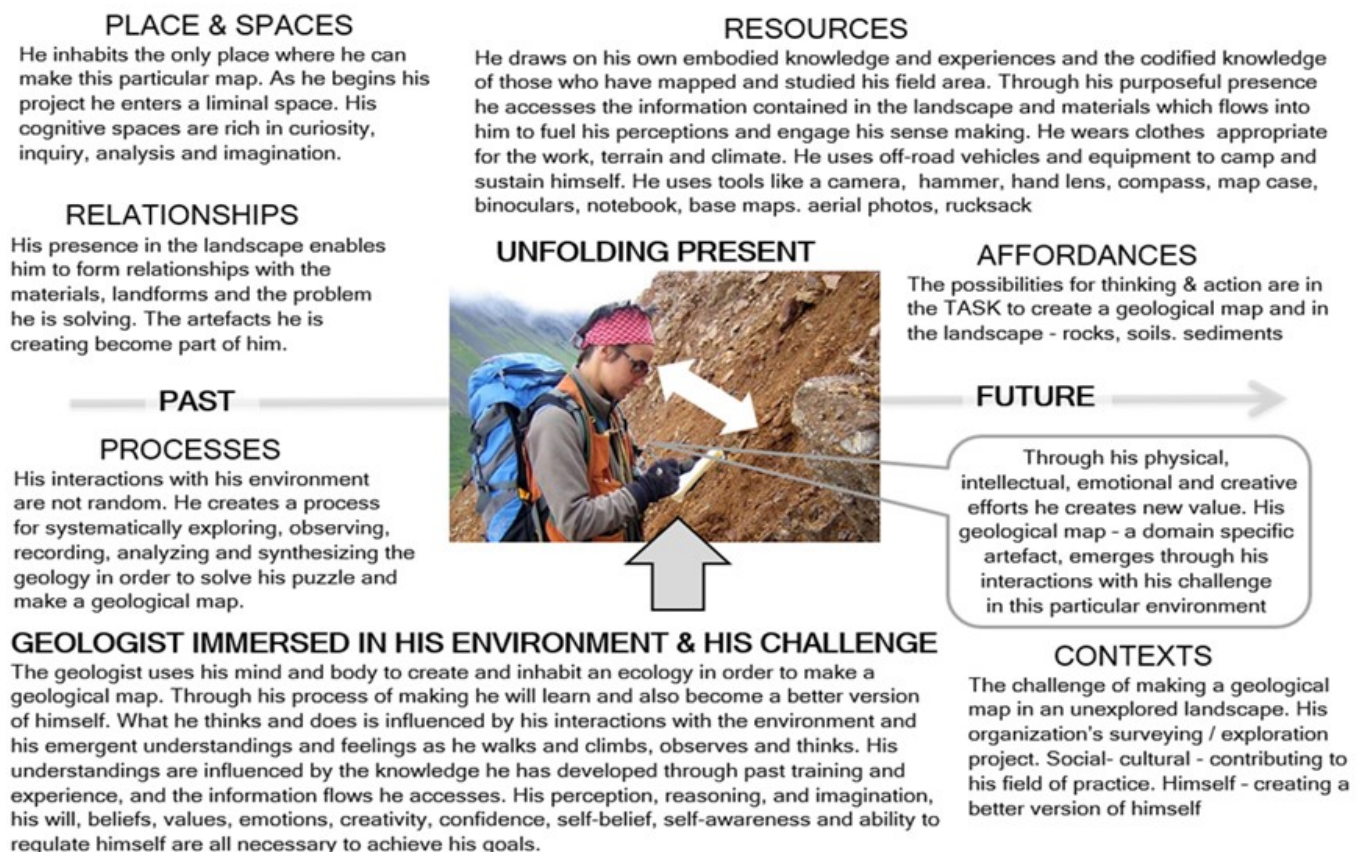 PLACE & SPACES
He inhabits the only place where he can
make this particular map. As he begins his
project he enters a liminal space. His
cognitive spaces are rich in curiosity,
inquiry, analysis and imagination.
RESOURCES
He draws on his own embodied knowledge and experiences and the codified knowledge
of those who have mapped and studied his field area. Through his purposeful presence
he accesses the information contained in the landscape and materials which flows into
him to fuel his perceptions and engage his sense making. He wears clothes appropriate
for the work, terrain and climate. He uses off-road vehicles and equipment to camp and
sustain himself. He uses tools like a camera, hammer, hand lens, compass, map case,
binoculars, notebook, base maps. aerial photos, rucksack
RELATIONSHIPS
His presence in the landscape enables
him to form relationships with the
materials, landforms and the problem
he is solving. The artefacts he is
creating become part of him.
UNFOLDING PRESENT
AFFORDANCES
The possibilities for thinking & action are in
the TASK to create a geological map and in
the landscape - rocks, soils. sediments
PAST
FUTURE
PROCESSES
His interactions with his environment
are not random. He creates a process
for systematically exploring, observing,
recording, analyzing and synthesizing the
geology in order to solve his puzzle and
make a geological map.
Through his physical,
intellectual, emotional and creative
efforts he creates new value. His
geological map - a domain specific
artefact, emerges through his
interactions with his challenge
in this particular environment
GEOLOGIST IMMERSED IN HIS ENVIRONMENT & HIS CHALLENGE
The geologist uses his mind and body to create and inhabit an ecology in order to make a
geological map. Through his process of making he will learn and also become a better version
of himself. What he thinks and does is influenced by his interactions with the environment and
his emergent understandings and feelings as he walks and climbs, observes and thinks. His
understandings are influenced by the knowledge he has developed through past training and
experience, and the information flows he accesses. His perception, reasoning, and imagination,
his will, beliefs, values, emotions, creativity, confidence, self-belief, self-awareness and ability to
regulate himself are all necessary to achieve his goals.
CONTEXTS
The challenge of making a geological
map in an unexplored landscape. His
organization's surveying / exploration
project. Social- cultural - contributing to
his field of practice. Himself - creating a
better version of himself